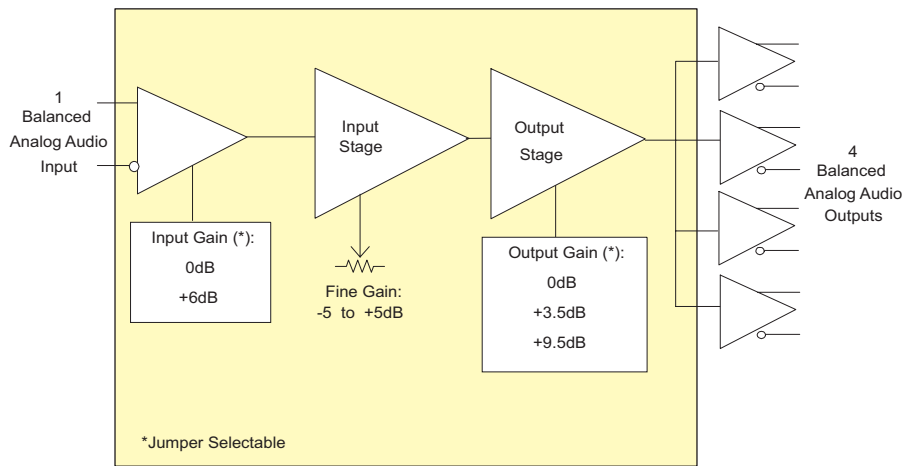 1
Balanced
Analog Audio
Input
Input
Stage
Output
Stage
4
Balanced
Analog Audio
Outputs
Input Gain (*):
0dB
+6dB
Fine Gain:
-5 to +5dB
Output Gain (*):
0dB
+3.5dB
+9.5dB
*Jumper Selectable